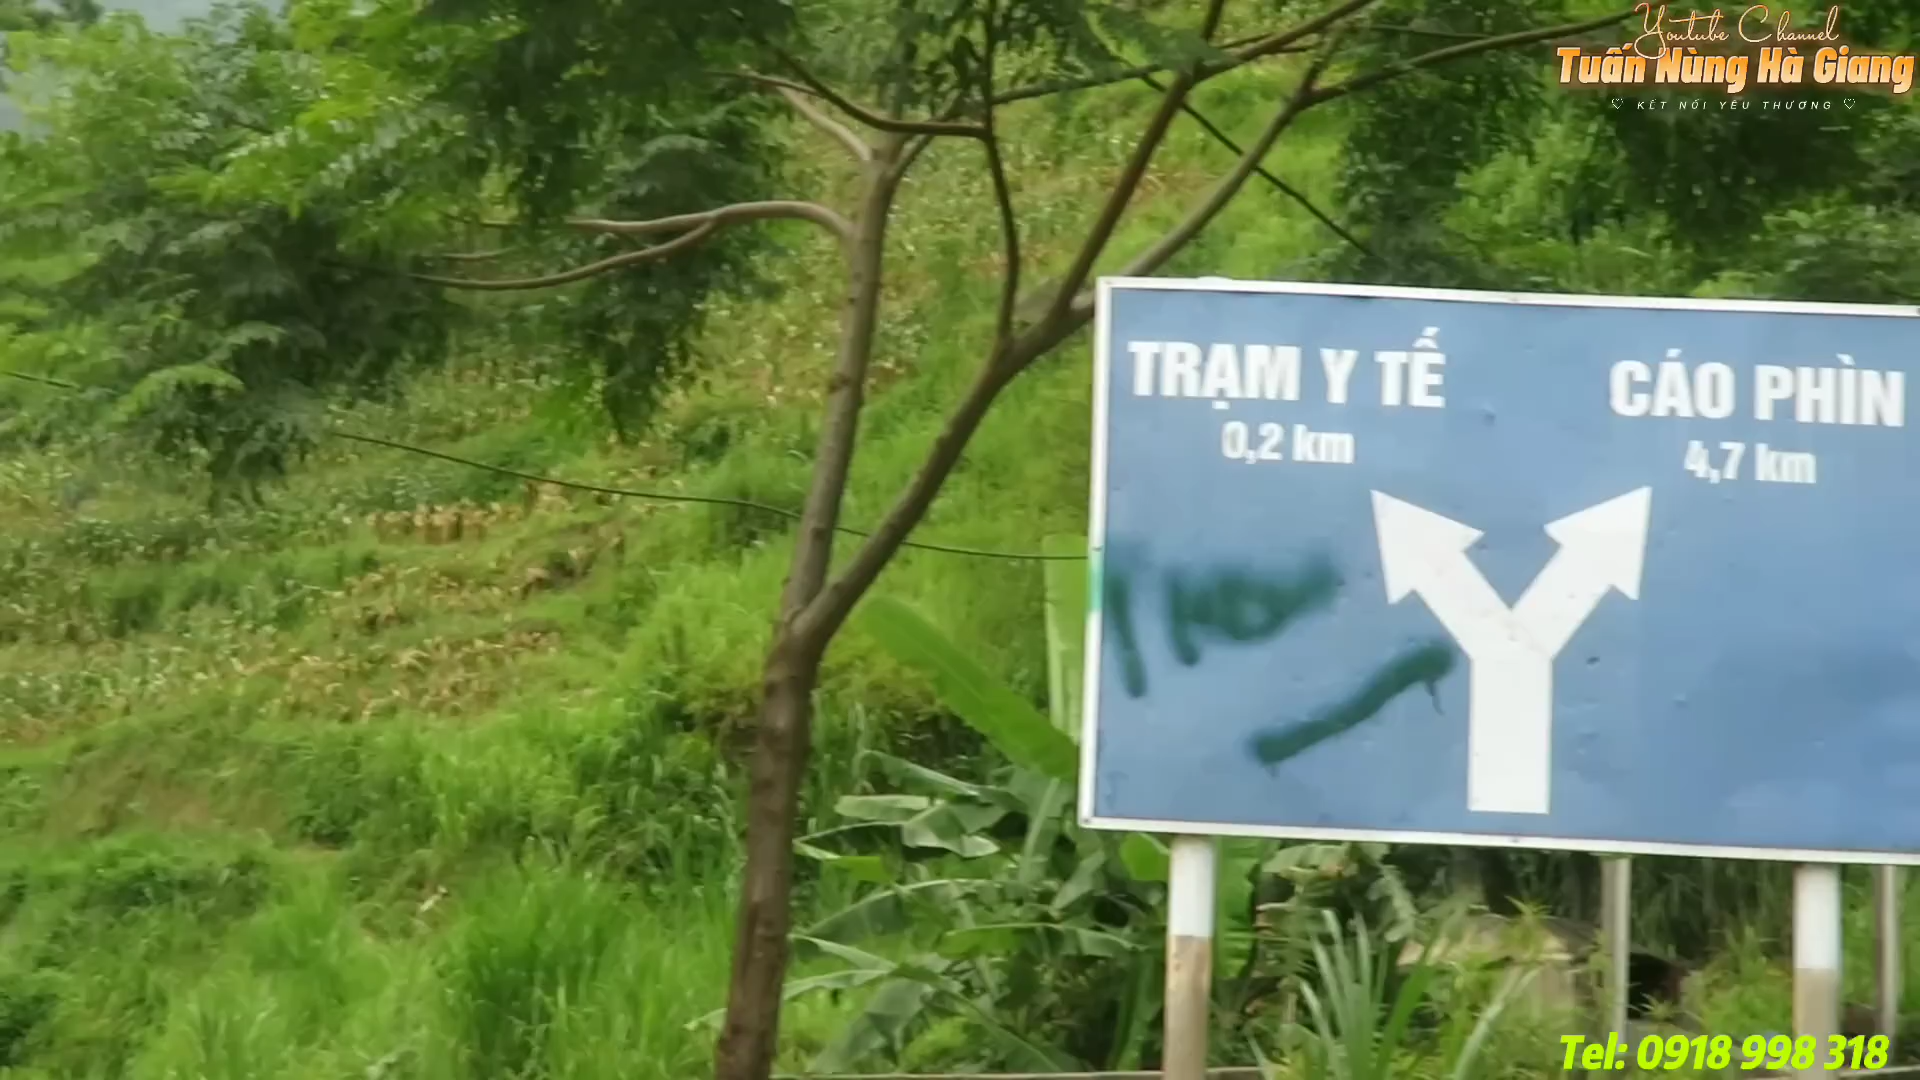 Youtube Channel
Tuấn Nùng Hà Giang
♡ KẾT NỐI YÊU THƯƠNG ♡
TRẠM Y TẾ
0,2 km
CÁO PHÌN
4,7 km
Tel: 0918 998 318